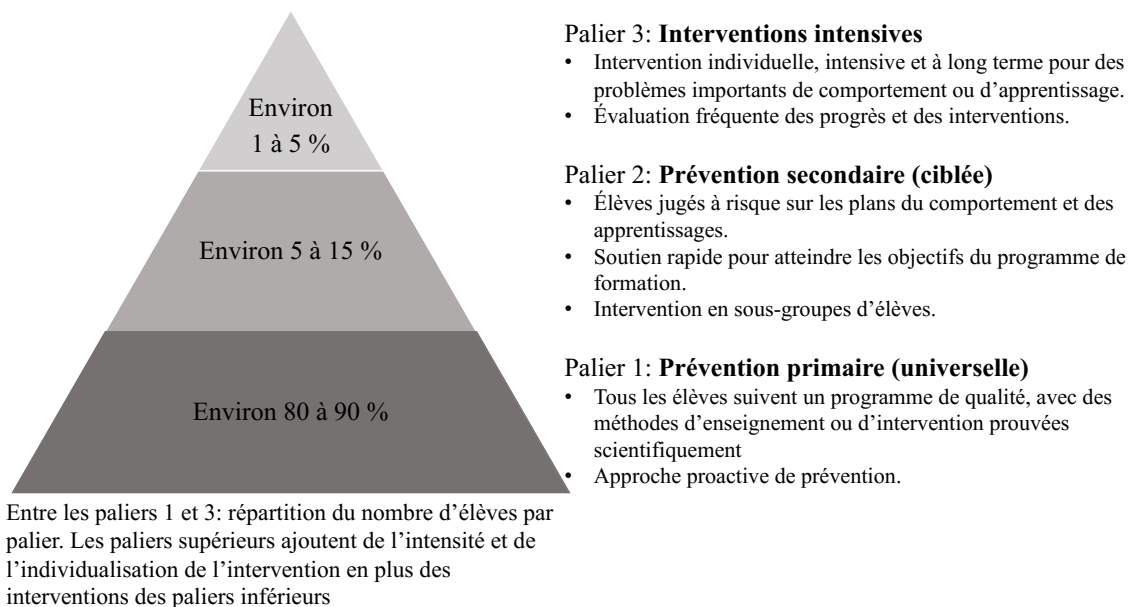 Environ
1 à 5 %
Environ 5 à 15 %
Environ 80 à 90 %
Entre les paliers 1 et 3: répartition du nombre d’élèves par
palier. Les paliers supérieurs ajoutent de l’intensité et de
l’individualisation de l’intervention en plus des
interventions des paliers inférieurs
Palier 3: Interventions intensives
• Intervention individuelle, intensive et à long terme pour des
problèmes importants de comportement ou d’apprentissage.
• Évaluation fréquente des progrès et des interventions.
Palier 2: Prévention secondaire (ciblée)
• Élèves jugés à risque sur les plans du comportement et des
apprentissages.
• Soutien rapide pour atteindre les objectifs du programme de
formation.
• Intervention en sous-groupes d’élèves.
Palier 1: Prévention primaire (universelle)
• Tous les élèves suivent un programme de qualité, avec des
méthodes d’enseignement ou d’intervention prouvées
scientifiquement
• Approche proactive de prévention.